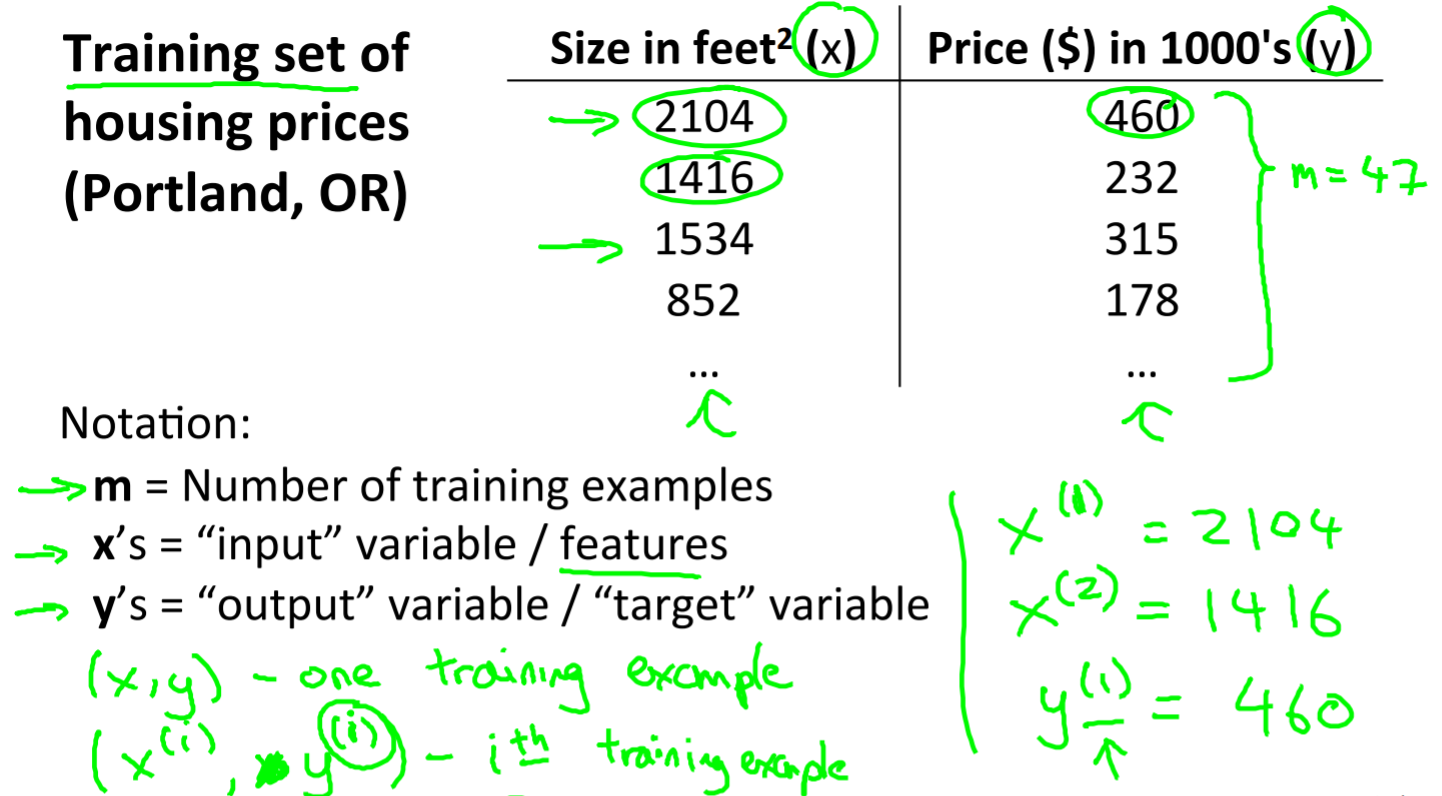 Training set of
housing prices
(Portland, OR)
Size in feet² (x) Price ($) in 1000's (y)
2104 460
1416 232
1534 315
852 178
... ...
m = 47
Notation:
m = Number of training examples
x's = “input” variable / features
y's = “output” variable / “target” variable
(x, y) - one training example
(x^(i), y^(i)) - i^th training example
x^(1) = 2104
x^(2) = 1416
y^(1) = 460